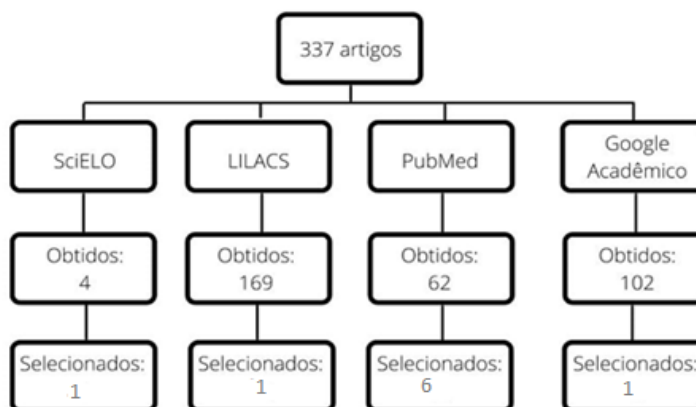 337 artigos
SciELO
LILACS
PubMed
Google
Acadêmico
Obtidos:
4
Obtidos:
169
Obtidos:
62
Obtidos:
102
Selecionados:
1
Selecionados:
1
Selecionados:
6
Selecionados:
1